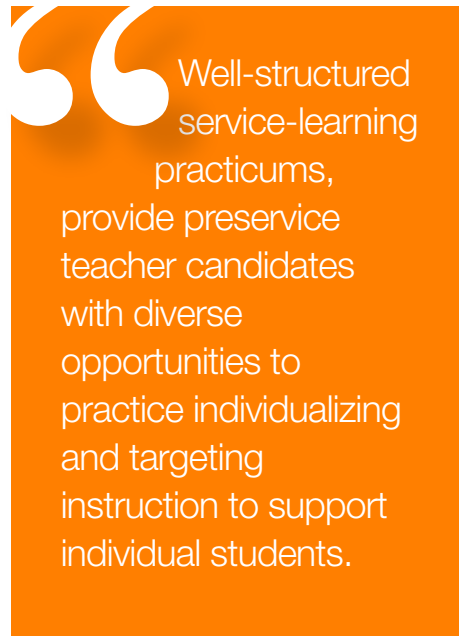 “
Well-structured
service-learning
practicums,
provide preservice
teacher candidates
with diverse
opportunities to
practice individualizing
and targeting
instruction to support
individual students.